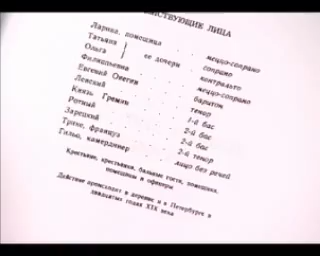 ДЕЙСТВУЮЩИЕ ЛИЦА
Ларина, помещица . . меццо-сопрано
Татьяна } ее дочери . . сопрано
Ольга контральто
Филиппьевна . . . меццо-сопрано
Евгений Онегин . . . баритон
Ленский . . . тенор
Князь Гремин . . . 1-й бас
Ротный . . . 2-й бас
Зарецкий . . . 2-й бас
Трике, француз . . . 2-й тенор
Гильо, камердинер . . лицо без речей
Крестьяне, крестьянки, бальные гости, помещики,
помещицы и офицеры
Действие происходит в деревне и в Петербурге в
двадцатых годах XIX века